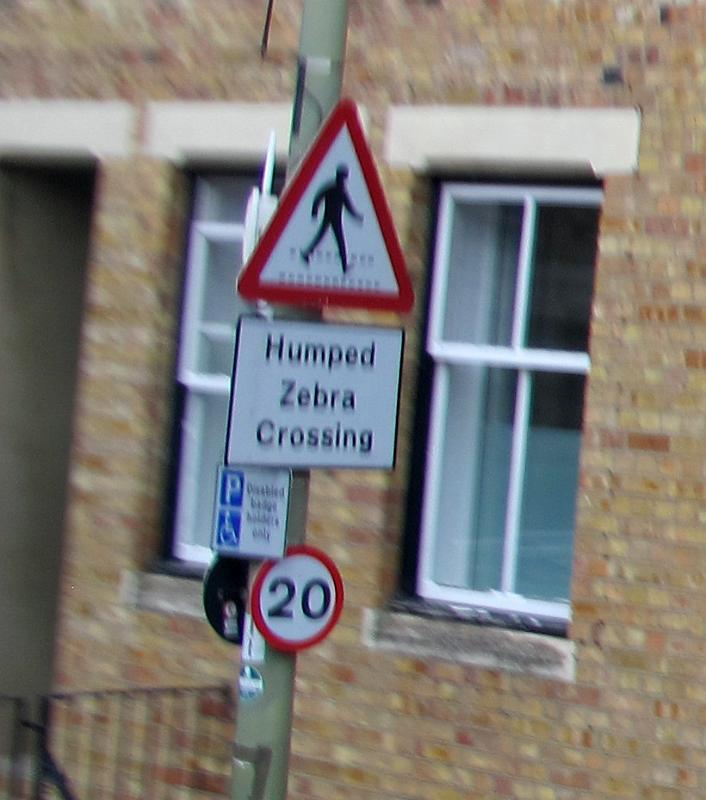 Humped
Zebra
Crossing
P
Disabled
badge
holders
only
20